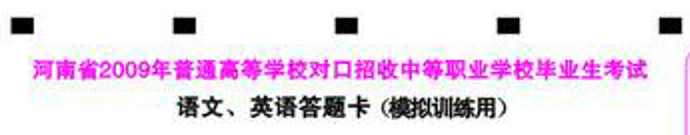 河南省2009年普通高等学校对口招收中等职业学校毕业生考试
语文、英语答题卡（模拟训练用）